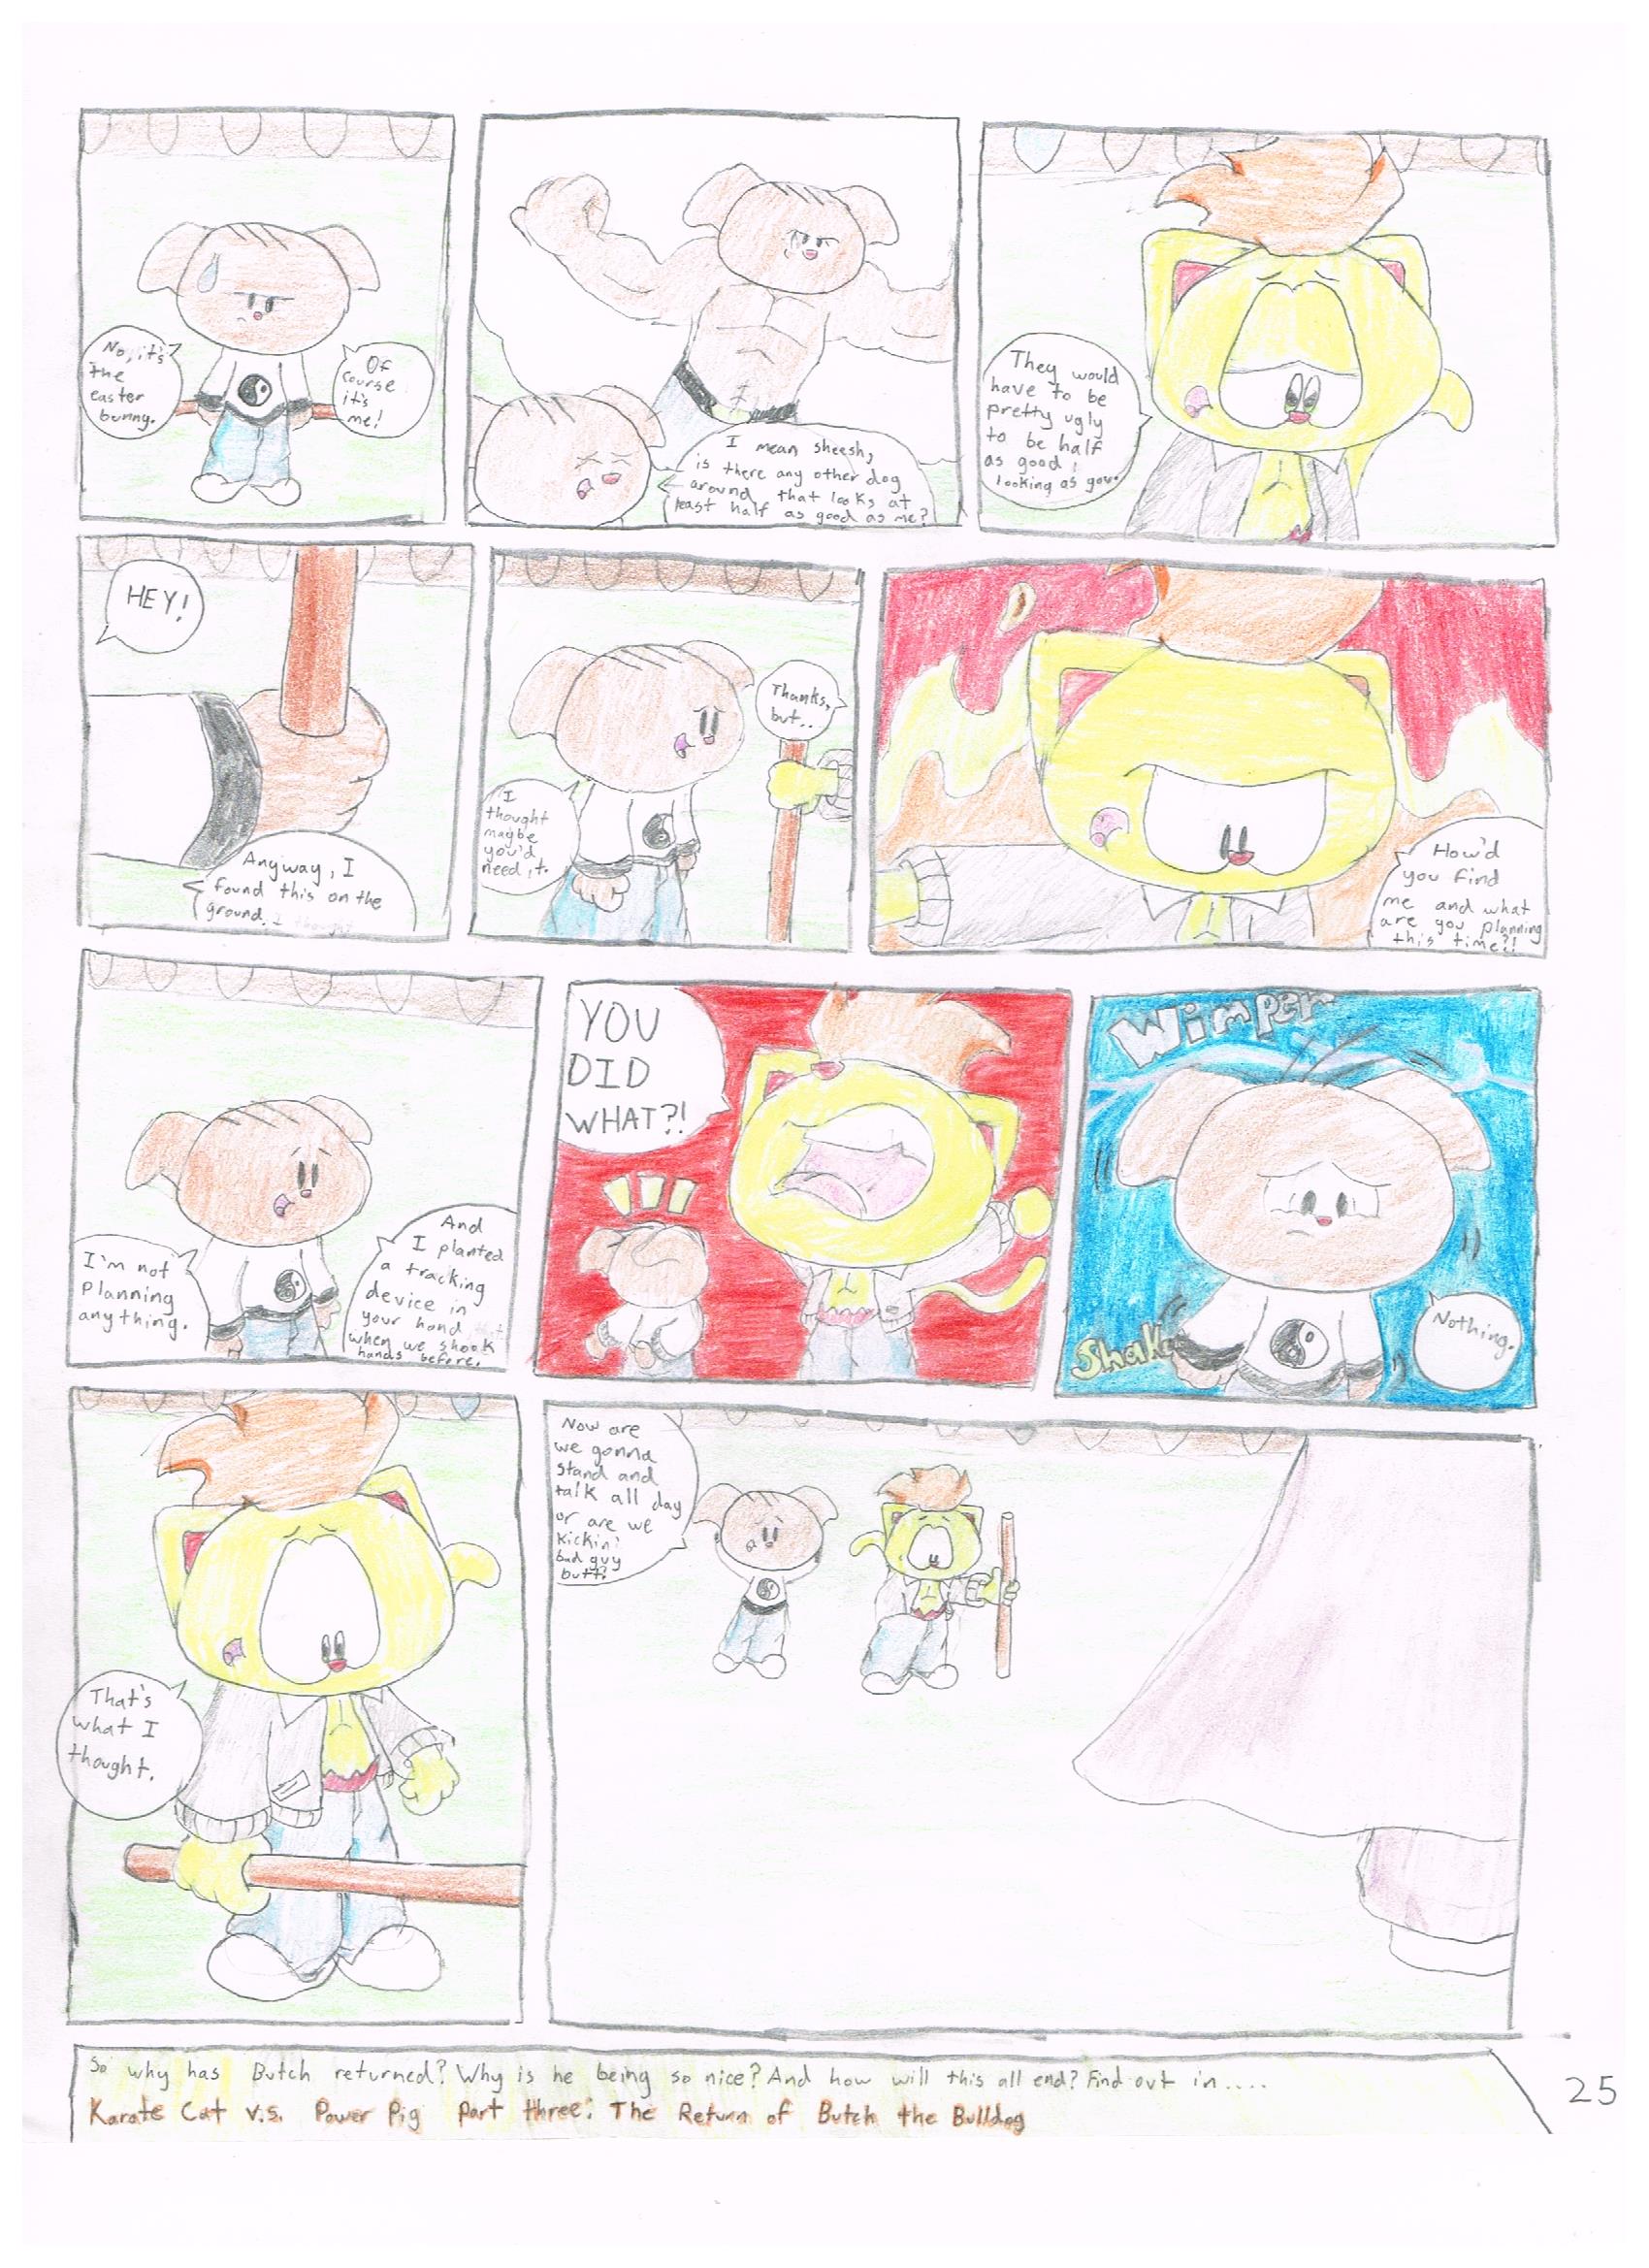 No, it's
the
easter
bunny.
Of
course
it's
me!
I mean sheesh,
is there any other dog
around that looks at
least half as good as me?
They would
have to be
pretty ugly
to be half
as good
looking as you.
HEY!
Anyway, I
found this on the
ground.
I
thought
maybe
you'd
need it.
Thanks,
but..
How'd
you find
me and what
are you planning
this time?!
I'm not
planning
anything.
And
I planted
a tracking
device in
your hand
when we shook
hands before.
YOU
DID
WHAT?!
Wimper
Shake
Nothing.
That's
what I
thought.
Now are
we gonna
stand and
talk all day
or are we
kickin'
bad guy
butt?
So why has Butch returned? Why is he being so nice? And how will this all end? Find out in....
Karate Cat v.s. Power Pig part three: The Return of Butch the Bulldog
25